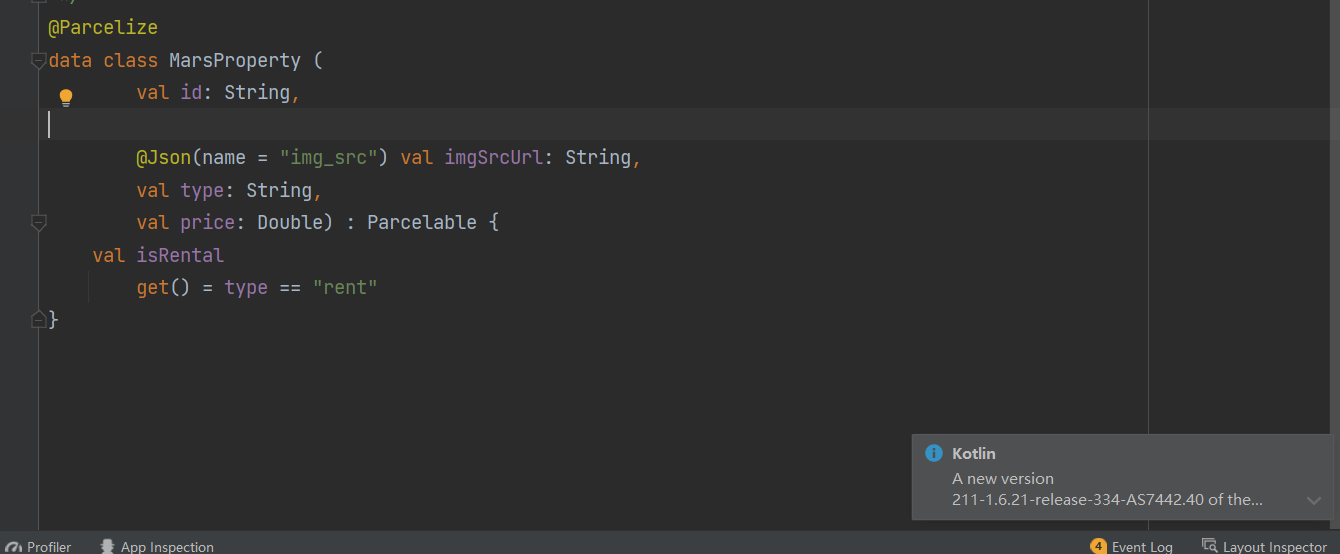 @Parcelize
data class MarsProperty (
val id: String,
@Json(name = "img_src") val imgSrcUrl: String,
val type: String,
val price: Double) : Parcelable {
val isRental
get() = type == "rent"
}
Kotlin
A new version
211-1.6.21-release-334-AS7442.40 of the...
Profiler
App Inspection
4 Event Log
Layout Inspector